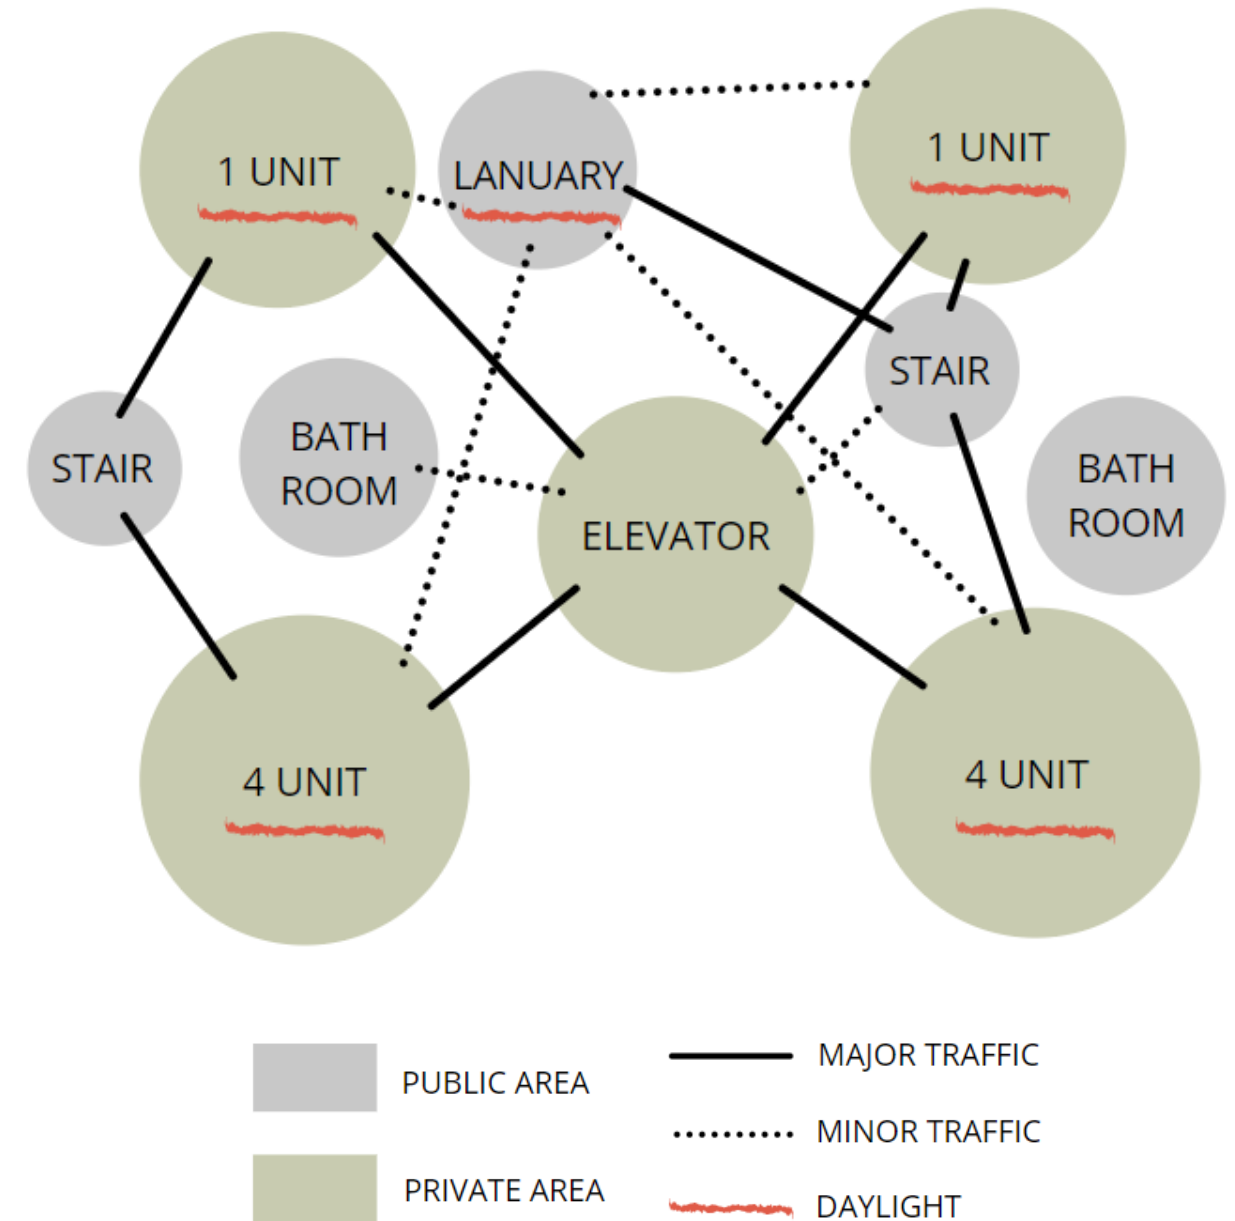 1 UNIT
LANUARY
1 UNIT
STAIR
BATH
ROOM
STAIR
BATH
ROOM
ELEVATOR
4 UNIT
4 UNIT
PUBLIC AREA
PRIVATE AREA
MAJOR TRAFFIC
MINOR TRAFFIC
DAYLIGHT